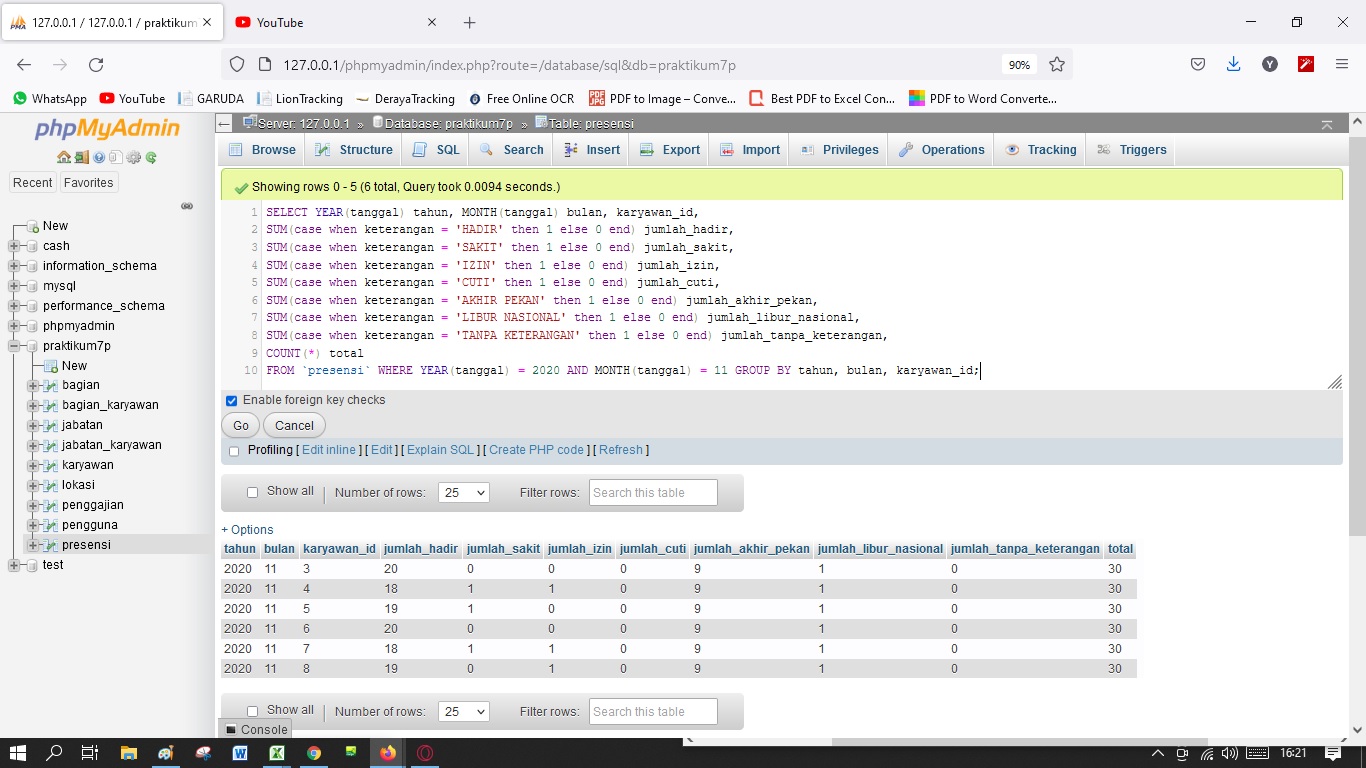 127.0.0.1 / 127.0.0.1 / praktikum
YouTube
127.0.0.1/phpmyadmin/index.php?route=/database/sql&db=praktikum7p
90%
Y
WhatsApp YouTube GARUDA LionTracking DerayaTracking Free Online OCR PDF to Image – Conve... Best PDF to Excel Con... PDF to Word Converte...
phpMyAdmin
Recent Favorites
New
cash
information_schema
mysql
performance_schema
phpmyadmin
praktikum7p
New
bagian
bagian_karyawan
jabatan
jabatan_karyawan
karyawan
lokasi
penggajian
pengguna
presensi
test
Server: 127.0.0.1 » Database: praktikum7p » Table: presensi
Browse Structure SQL Search Insert Export Import Privileges Operations Tracking Triggers
Showing rows 0 - 5 (6 total, Query took 0.0094 seconds.)
1 SELECT YEAR(tanggal) tahun, MONTH(tanggal) bulan, karyawan_id,
2 SUM(case when keterangan = 'HADIR' then 1 else 0 end) jumlah_hadir,
3 SUM(case when keterangan = 'SAKIT' then 1 else 0 end) jumlah_sakit,
4 SUM(case when keterangan = 'IZIN' then 1 else 0 end) jumlah_izin,
5 SUM(case when keterangan = 'CUTI' then 1 else 0 end) jumlah_cuti,
6 SUM(case when keterangan = 'AKHIR PEKAN' then 1 else 0 end) jumlah_akhir_pekan,
7 SUM(case when keterangan = 'LIBUR NASIONAL' then 1 else 0 end) jumlah_libur_nasional,
8 SUM(case when keterangan = 'TANPA KETERANGAN' then 1 else 0 end) jumlah_tanpa_keterangan,
9 COUNT(*) total
10 FROM `presensi` WHERE YEAR(tanggal) = 2020 AND MONTH(tanggal) = 11 GROUP BY tahun, bulan, karyawan_id;
Enable foreign key checks
Go Cancel
Profiling [ Edit inline ] [ Edit ] [ Explain SQL ] [ Create PHP code ] [ Refresh ]
Show all Number of rows: 25 Filter rows: Search this table
+ Options
tahun bulan karyawan_id jumlah_hadir jumlah_sakit jumlah_izin jumlah_cuti jumlah_akhir_pekan jumlah_libur_nasional jumlah_tanpa_keterangan total
2020 11 3 20 0 0 0 9 1 0 30
2020 11 4 18 1 1 0 9 1 0 30
2020 11 5 19 1 0 0 9 1 0 30
2020 11 6 20 0 0 0 9 1 0 30
2020 11 7 18 1 1 0 9 1 0 30
2020 11 8 19 0 1 0 9 1 0 30
Show all Number of rows: 25 Filter rows: Search this table
Console
16:21